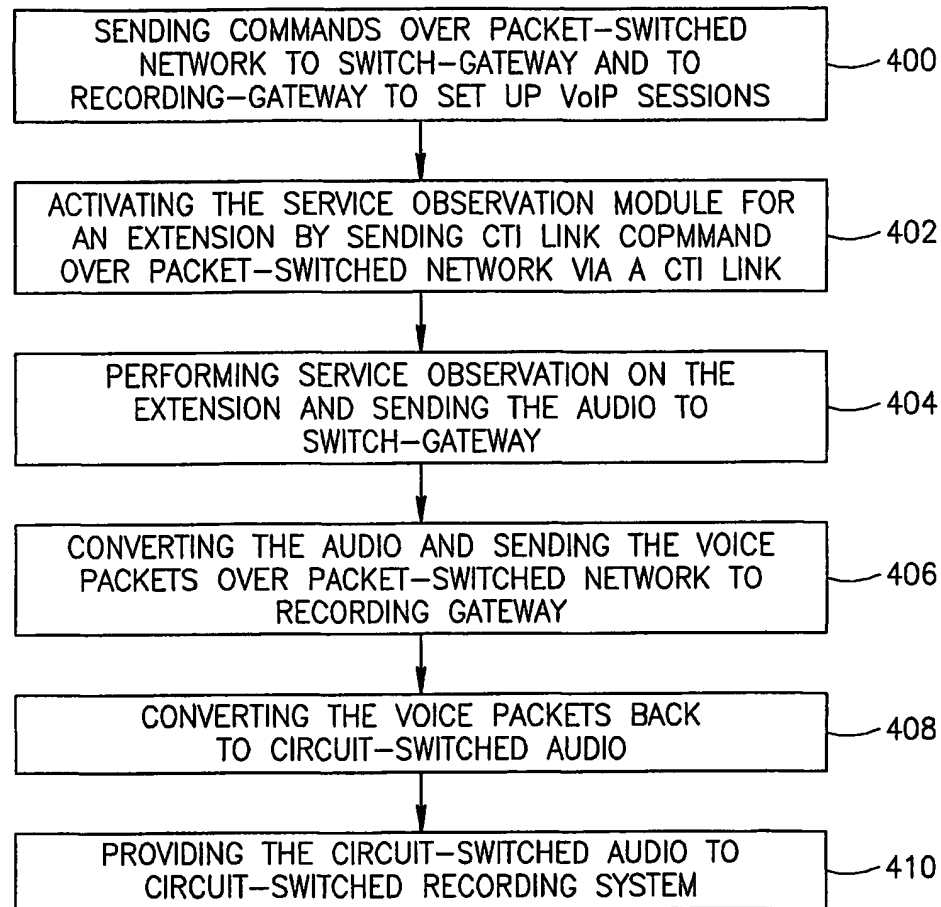 SENDING COMMANDS OVER PACKET–SWITCHED
NETWORK TO SWITCH–GATEWAY AND TO
RECORDING–GATEWAY TO SET UP VoIP SESSIONS
400
ACTIVATING THE SERVICE OBSERVATION MODULE FOR
AN EXTENSION BY SENDING CTI LINK COPMMAND
OVER PACKET–SWITCHED NETWORK VIA A CTI LINK
402
PERFORMING SERVICE OBSERVATION ON THE
EXTENSION AND SENDING THE AUDIO TO
SWITCH–GATEWAY
404
CONVERTING THE AUDIO AND SENDING THE VOICE
PACKETS OVER PACKET–SWITCHED NETWORK TO
RECORDING GATEWAY
406
CONVERTING THE VOICE PACKETS BACK
TO CIRCUIT–SWITCHED AUDIO
408
PROVIDING THE CIRCUIT–SWITCHED AUDIO TO
CIRCUIT–SWITCHED RECORDING SYSTEM
410